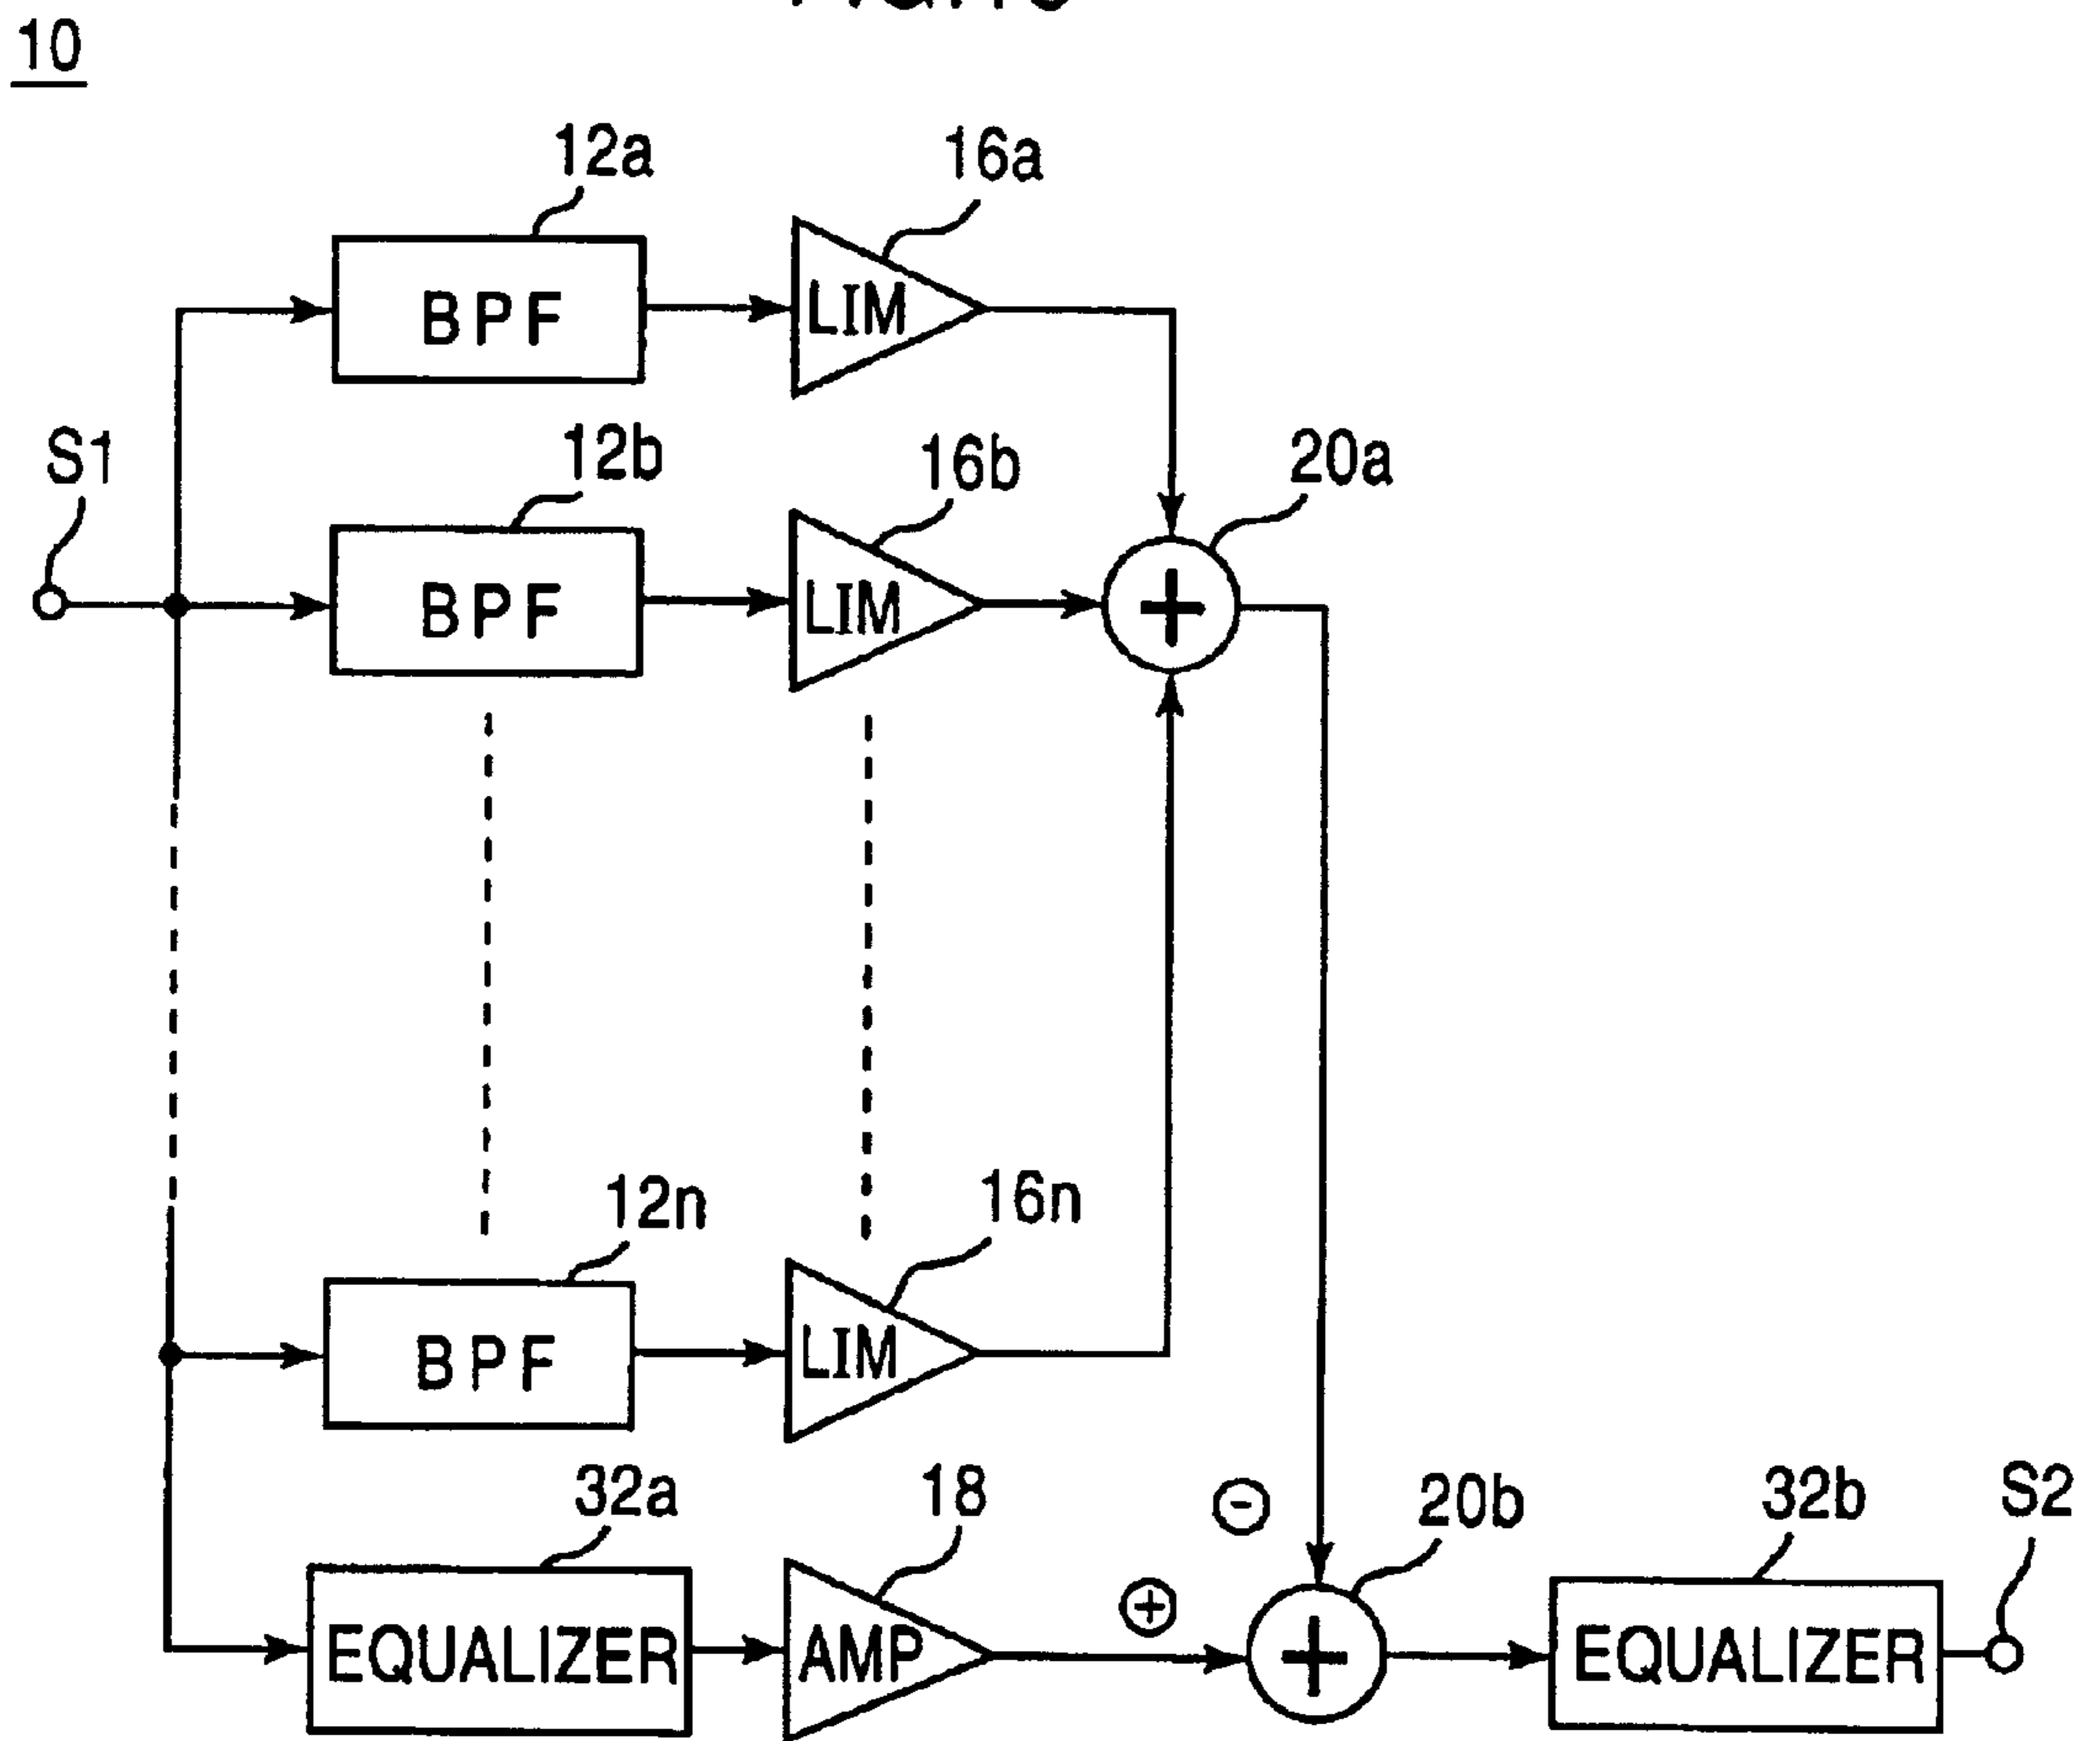 10
12a
16a
BPF
LIM
S1
12b
16b
20a
BPF
LIM
+
12n
16n
BPF
LIM
32a
18
-
20b
32b
S2
+
EQUALIZER
AMP
+
EQUALIZER